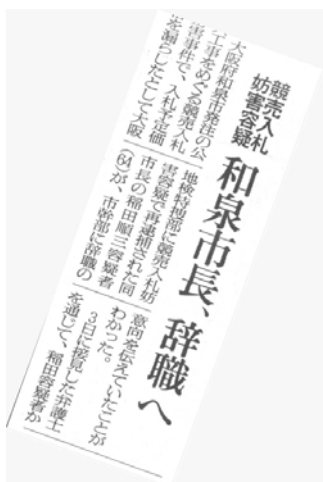 競売入札
妨害容疑
和泉市長、辞職へ
大阪府和泉市発注の公
工事をめぐる競売入札
害事件で、入札予定価
を漏らしたとして大阪
地検特捜部に競売入札妨
害容疑で再逮捕された同
市長の稲田順三容疑者
(64)が、市幹部に辞職の
意向を伝えていたことが
わかった。
3日に接見した弁護士
を通じて、稲田容疑者か